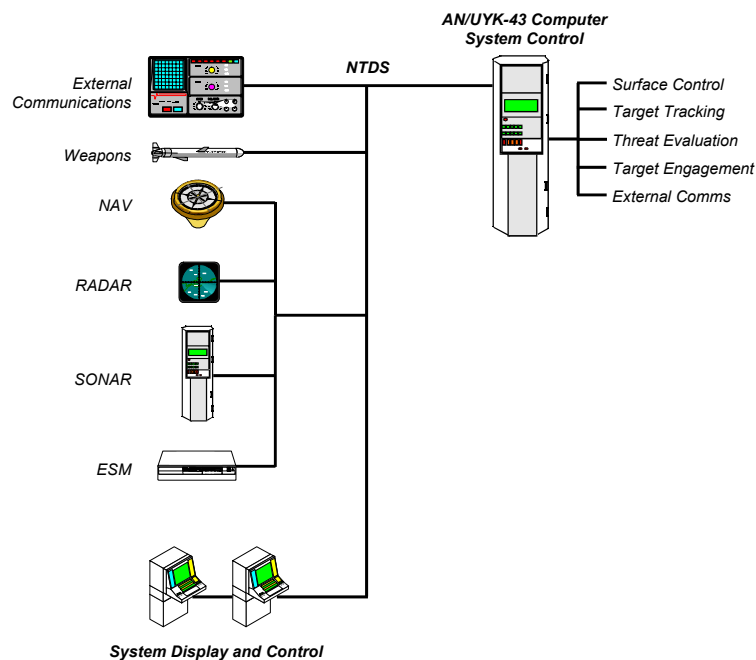 AN/UYK-43 Computer
System Control
NTDS
External
Communications
Surface Control
Target Tracking
Threat Evaluation
Target Engagement
External Comms
Weapons
NAV
RADAR
SONAR
ESM
System Display and Control